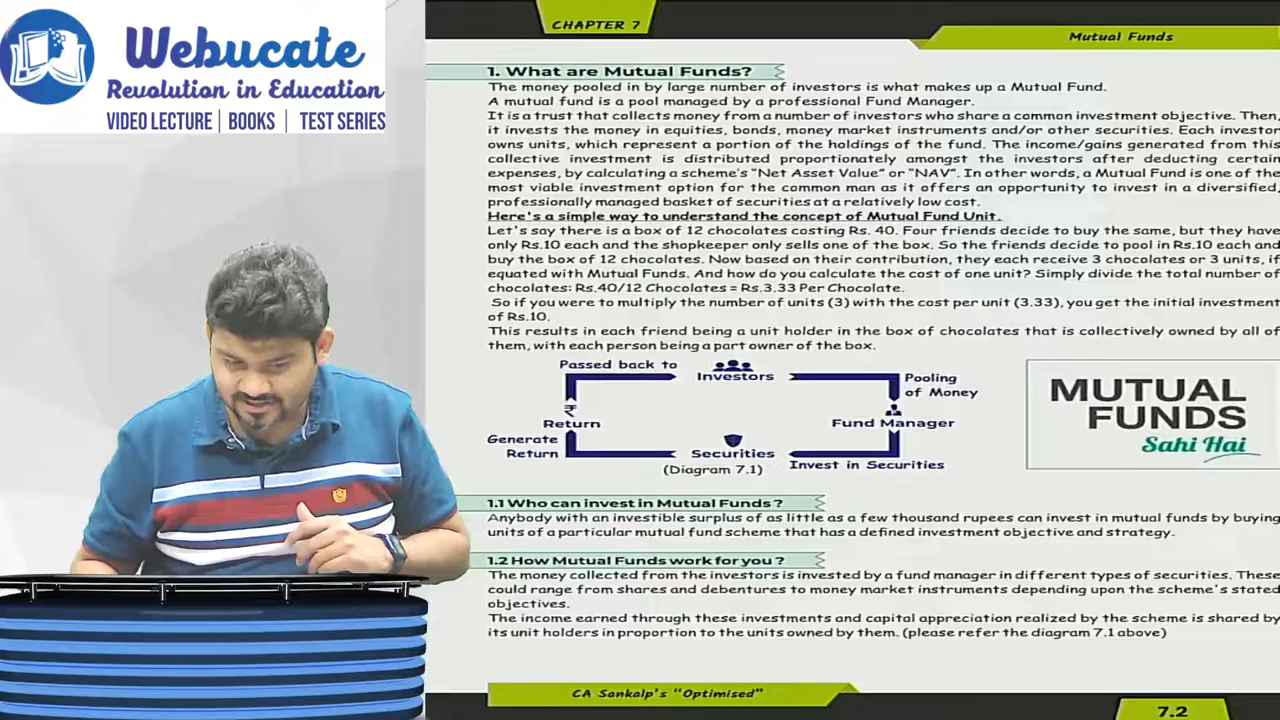 Webucate
Revolution in Education
VIDEO LECTURE | BOOKS | TEST SERIES
CHAPTER 7
Mutual Funds
1. What are Mutual Funds?
The money pooled in by large number of investors is what makes up a Mutual Fund.
A mutual fund is a pool managed by a professional Fund Manager.
It is a trust that collects money from a number of investors who share a common investment objective. Then,
it invests the money in equities, bonds, money market instruments and/or other securities. Each investor
owns units, which represent a portion of the holdings of the fund. The income/gains generated from this
collective investment is distributed proportionately amongst the investors after deducting certain
expenses, by calculating a scheme's "Net Asset Value" or "NAV". In other words, a Mutual Fund is one of the
most viable investment option for the common man as it offers an opportunity to invest in a diversified,
professionally managed basket of securities at a relatively low cost.
Here's a simple way to understand the concept of Mutual Fund Unit.
Let's say there is a box of 12 chocolates costing Rs. 40. Four friends decide to buy the same, but they have
only Rs.10 each and the shopkeeper only sells one of the box. So the friends decide to pool in Rs.10 each and
buy the box of 12 chocolates. Now based on their contribution, they each receive 3 chocolates or 3 units, if
equated with Mutual Funds. And how do you calculate the cost of one unit? Simply divide the total number of
chocolates: Rs.40/12 Chocolates = Rs.3.33 Per Chocolate.
So if you were to multiply the number of units (3) with the cost per unit (3.33), you get the initial investment
of Rs.10.
This results in each friend being a unit holder in the box of chocolates that is collectively owned by all of
them, with each person being a part owner of the box.
Passed back to
Investors
Pooling
of Money
₹
Return
Fund Manager
Generate
Return
Securities
Invest in Securities
(Diagram 7.1)
MUTUAL
FUNDS
Sahi Hai
1.1 Who can invest in Mutual Funds ?
Anybody with an investible surplus of as little as a few thousand rupees can invest in mutual funds by buying
units of a particular mutual fund scheme that has a defined investment objective and strategy.
1.2 How Mutual Funds work for you ?
The money collected from the investors is invested by a fund manager in different types of securities. These
could range from shares and debentures to money market instruments depending upon the scheme's stated
objectives.
The income earned through these investments and capital appreciation realized by the scheme is shared by
its unit holders in proportion to the units owned by them. (please refer the diagram 7.1 above)
CA Sankalp's "Optimised"
7.2